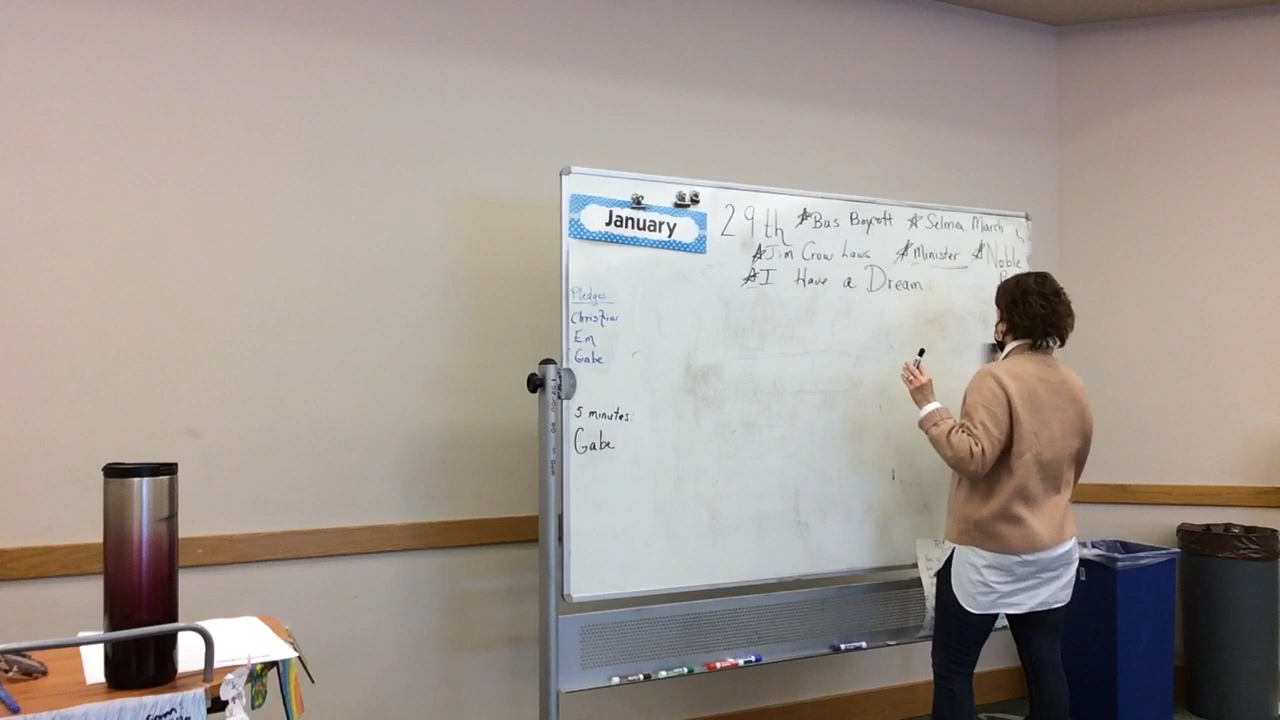 January
29th *Bus Boycott *Selma March
*Jim Crow Laws *Minister *Noble
*I Have a Dream
Pledges
Christian
Em
Gabe
5 minutes:
Gabe